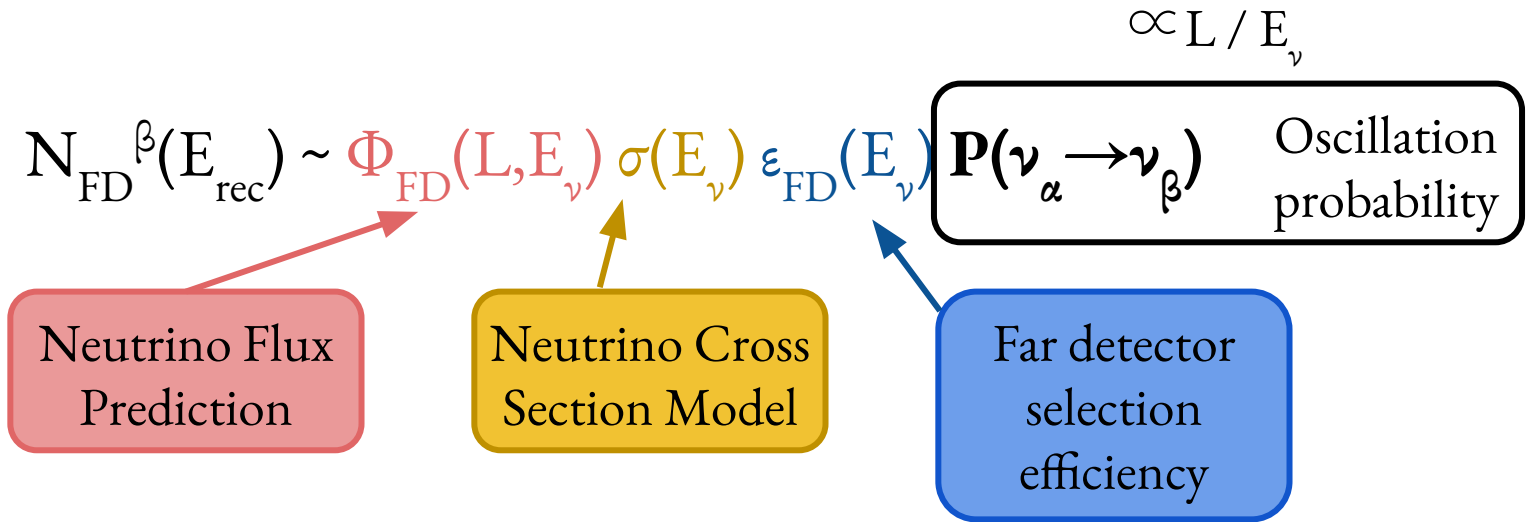 ∝ L / Eᵥ
N_FD^β(E_rec) ~ Φ_FD(L,E_ν) σ(E_ν) ε_FD(E_ν) P(ν_α→ν_β)
Oscillation
probability
Neutrino Flux
Prediction
Neutrino Cross
Section Model
Far detector
selection
efficiency